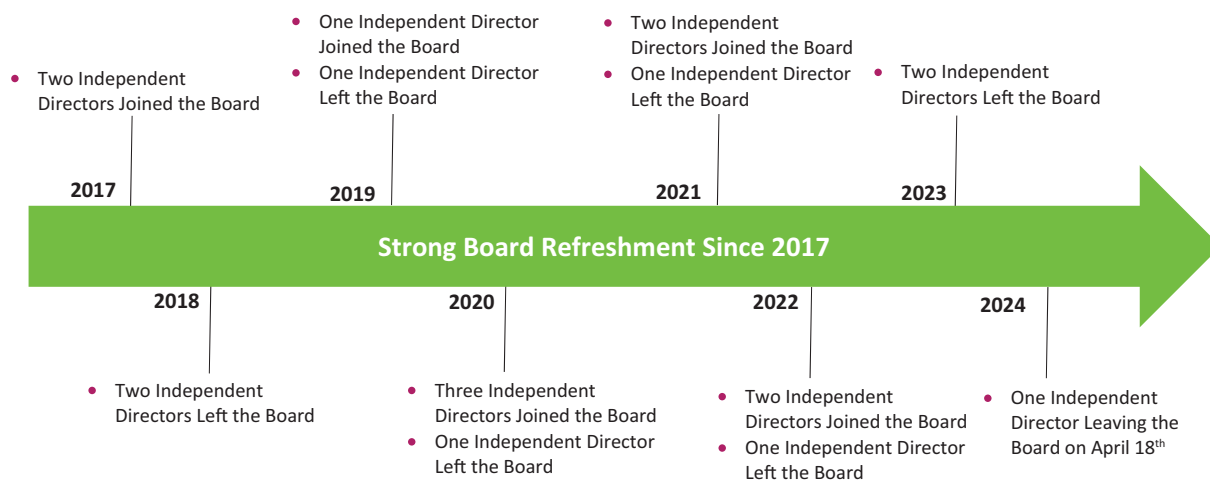 • Two Independent
Directors Joined the Board
2017
• One Independent Director
Joined the Board
• One Independent Director
Left the Board
2019
• Two Independent
Directors Joined the Board
• One Independent Director
Left the Board
2021
• Two Independent
Directors Left the Board
2023
Strong Board Refreshment Since 2017
2018
• Two Independent
Directors Left the Board
2020
• Three Independent
Directors Joined the Board
• One Independent Director
Left the Board
2022
• Two Independent
Directors Joined the Board
• One Independent Director
Left the Board
2024
• One Independent
Director Leaving the
Board on April 18th